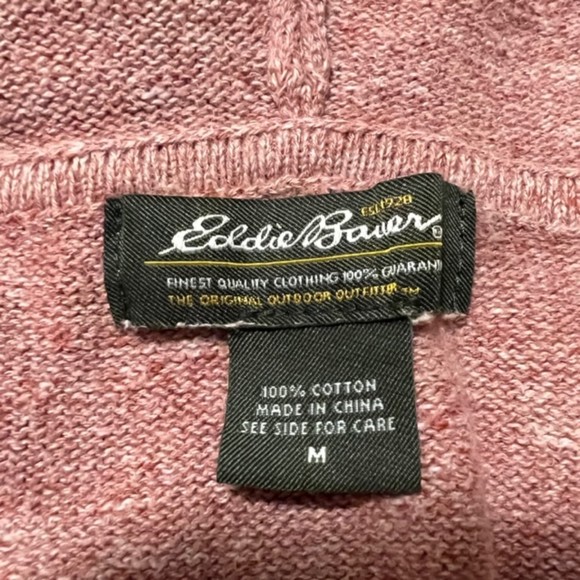 EST.1920
Eddie Bauer
FINEST QUALITY CLOTHING 100% GUARAN
THE ORIGINAL OUTDOOR OUTFITTER TM
100% COTTON
MADE IN CHINA
SEE SIDE FOR CARE
M